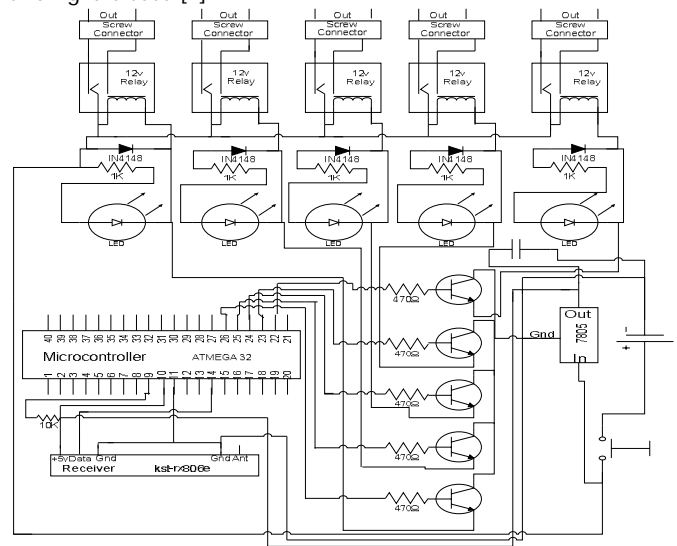 Out Out Out Out Out
Screw Connector Screw Connector Screw Connector Screw Connector Screw Connector
12v Relay 12v Relay 12v Relay 12v Relay 12v Relay
IN4148 IN4148 IN4148 IN4148 IN4148
1K 1K 1K 1K 1K
LED LED LED LED LED
470Ω
470Ω
470Ω
470Ω
470Ω
Out
7805
Gnd
In
- +
40 39 38 37 36 35 34 33 32 31 30 29 28 27 26 25 24 23 22 21
Microcontroller ATMEGA 32
1 2 3 4 5 6 7 8 9 10 11 12 13 14 15 16 17 18 19 20
10K
+5v Data Gnd Gnd Ant
Receiver kst-rx806e